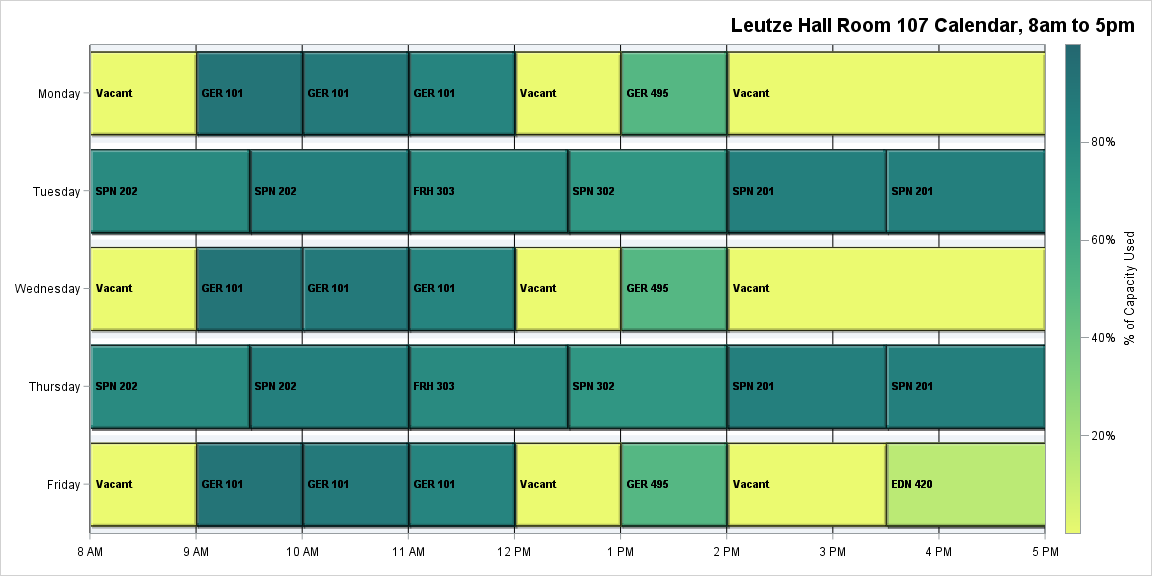 Leutze Hall Room 107 Calendar, 8am to 5pm
Monday
Vacant
GER 101
GER 101
GER 101
Vacant
GER 495
Vacant
Tuesday
SPN 202
SPN 202
FRH 303
SPN 302
SPN 201
SPN 201
Wednesday
Vacant
GER 101
GER 101
GER 101
Vacant
GER 495
Vacant
Thursday
SPN 202
SPN 202
FRH 303
SPN 302
SPN 201
SPN 201
Friday
Vacant
GER 101
GER 101
GER 101
Vacant
GER 495
Vacant
EDN 420
8 AM
9 AM
10 AM
11 AM
12 PM
1 PM
2 PM
3 PM
4 PM
5 PM
80%
60%
40%
20%
% of Capacity Used